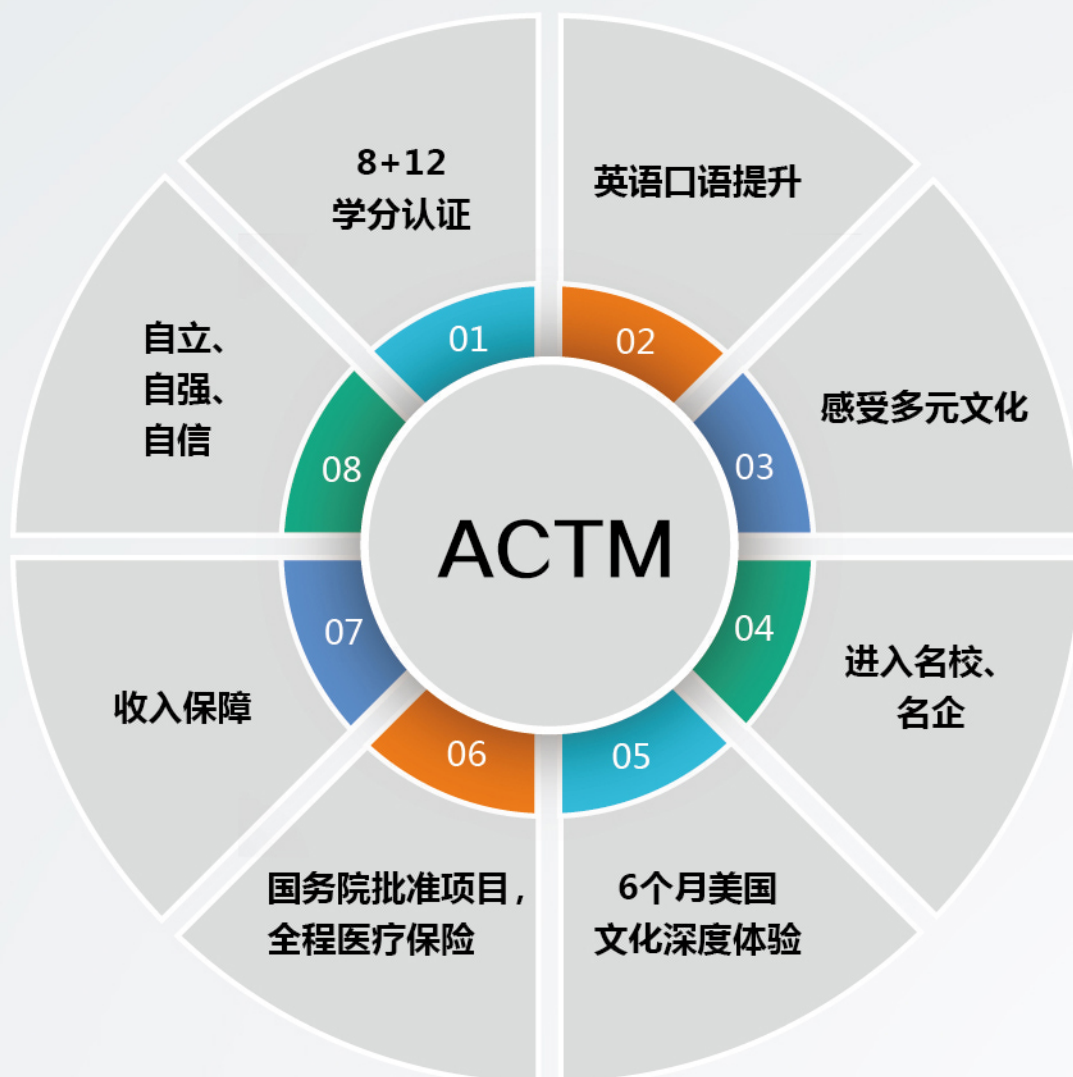 ACTM
01
8+12
学分认证
02
英语口语提升
03
感受多元文化
04
进入名校、
名企
05
6个月美国
文化深度体验
06
国务院批准项目,
全程医疗保险
07
收入保障
08
自立、
自强、
自信